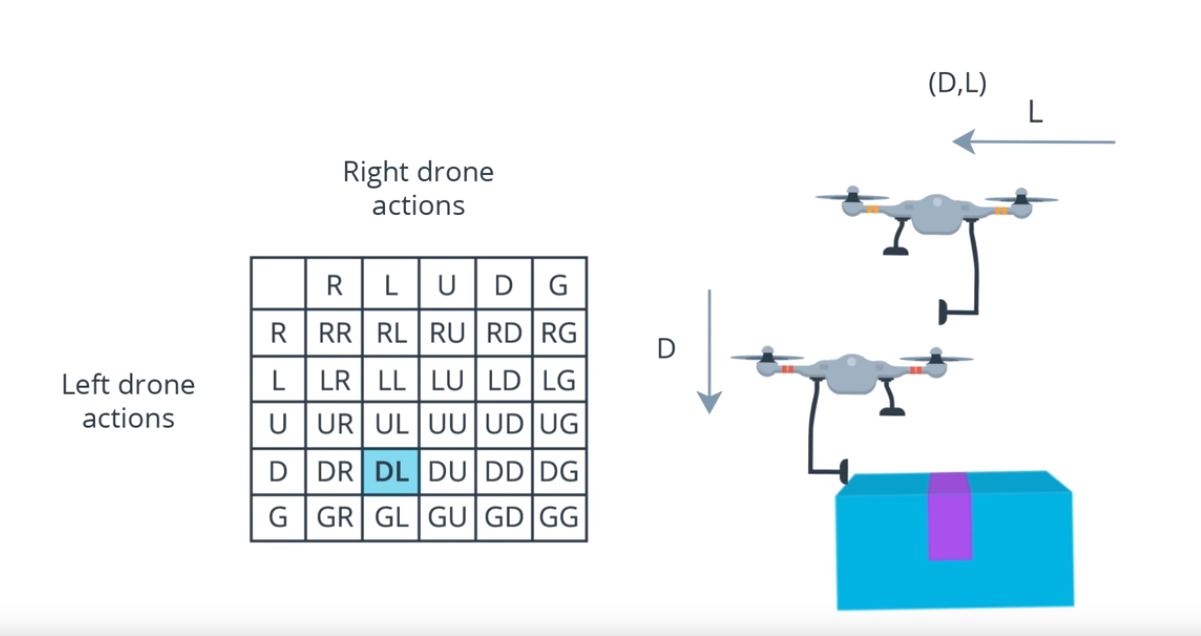 (D,L)
L
Right drone
actions
R L U D G
R RR RL RU RD RG
L LR LL LU LD LG
U UR UL UU UD UG
D DR DL DU DD DG
G GR GL GU GD GG
Left drone
actions
D